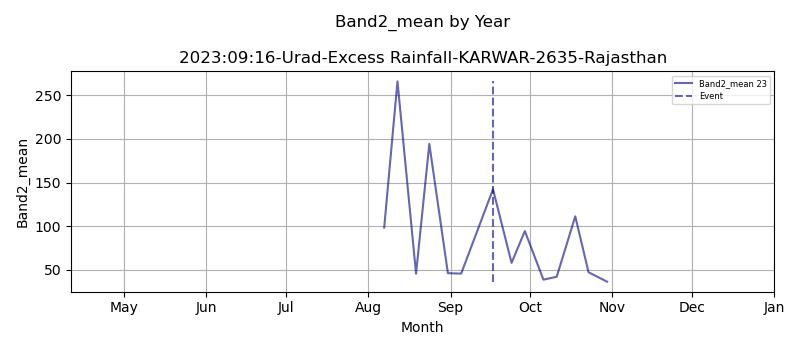 Band2_mean by Year
2023:09:16-Urad-Excess Rainfall-KARWAR-2635-Rajasthan
Band2_mean 23
Event
250
200
150
100
50
Band2_mean
May Jun Jul Aug Sep Oct Nov Dec Jan
Month